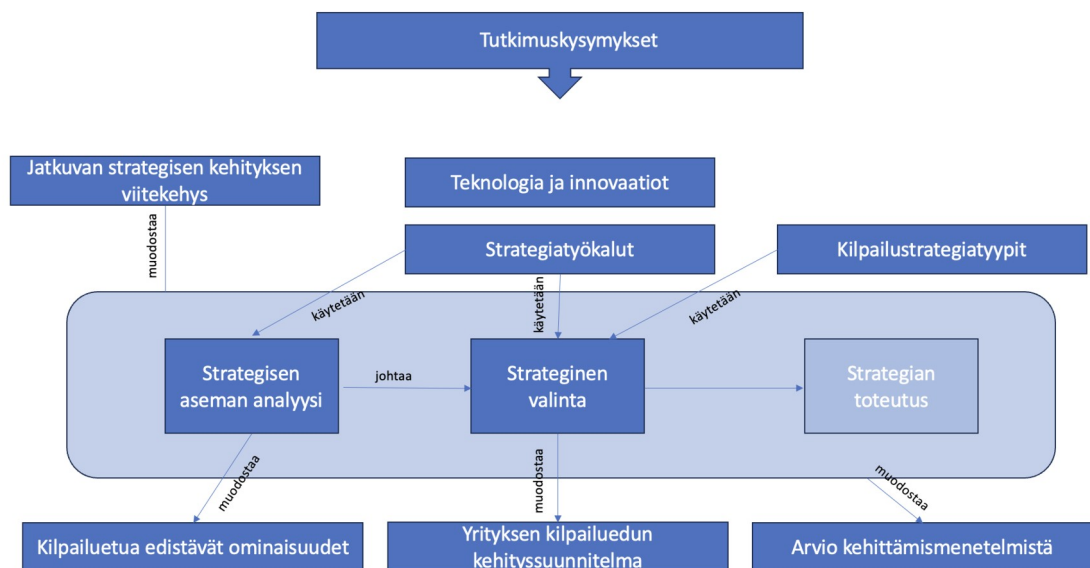 Tutkimuskysymykset
Jatkuvan strategisen kehityksen
viitekehys
Teknologia ja innovaatiot
Strategiatyökalut
Kilpailustrategiatyypit
muodostaa
käytetään
käytetään
käytetään
Strategisen
aseman analyysi
johtaa
Strateginen
valinta
Strategian
toteutus
muodostaa
muodostaa
muodostaa
Kilpailuetua edistävät ominaisuudet
Yrityksen kilpailuedun
kehityssuunnitelma
Arvio kehittämismenetelmistä